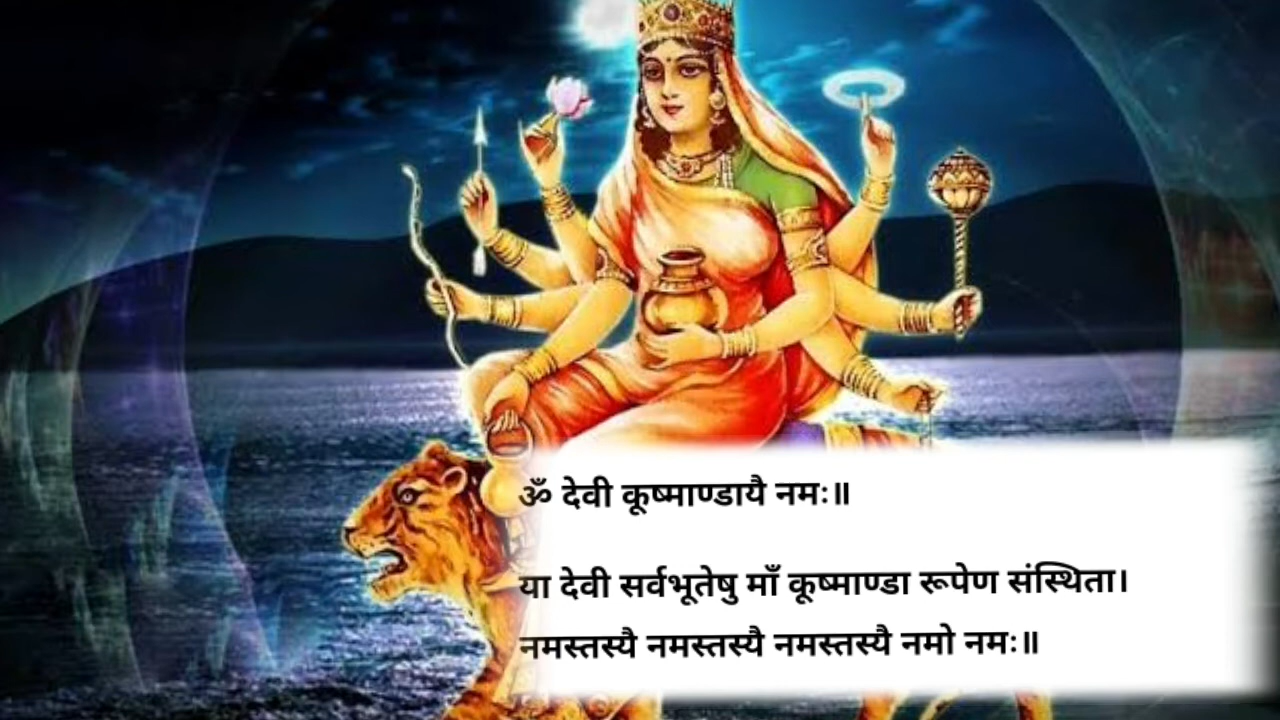 ॐ देवी कूष्माण्डायै नमः॥
या देवी सर्वभूतेषु माँ कूष्माण्डा रूपेण संस्थिता।
नमस्तस्यै नमस्तस्यै नमस्तस्यै नमो नमः॥